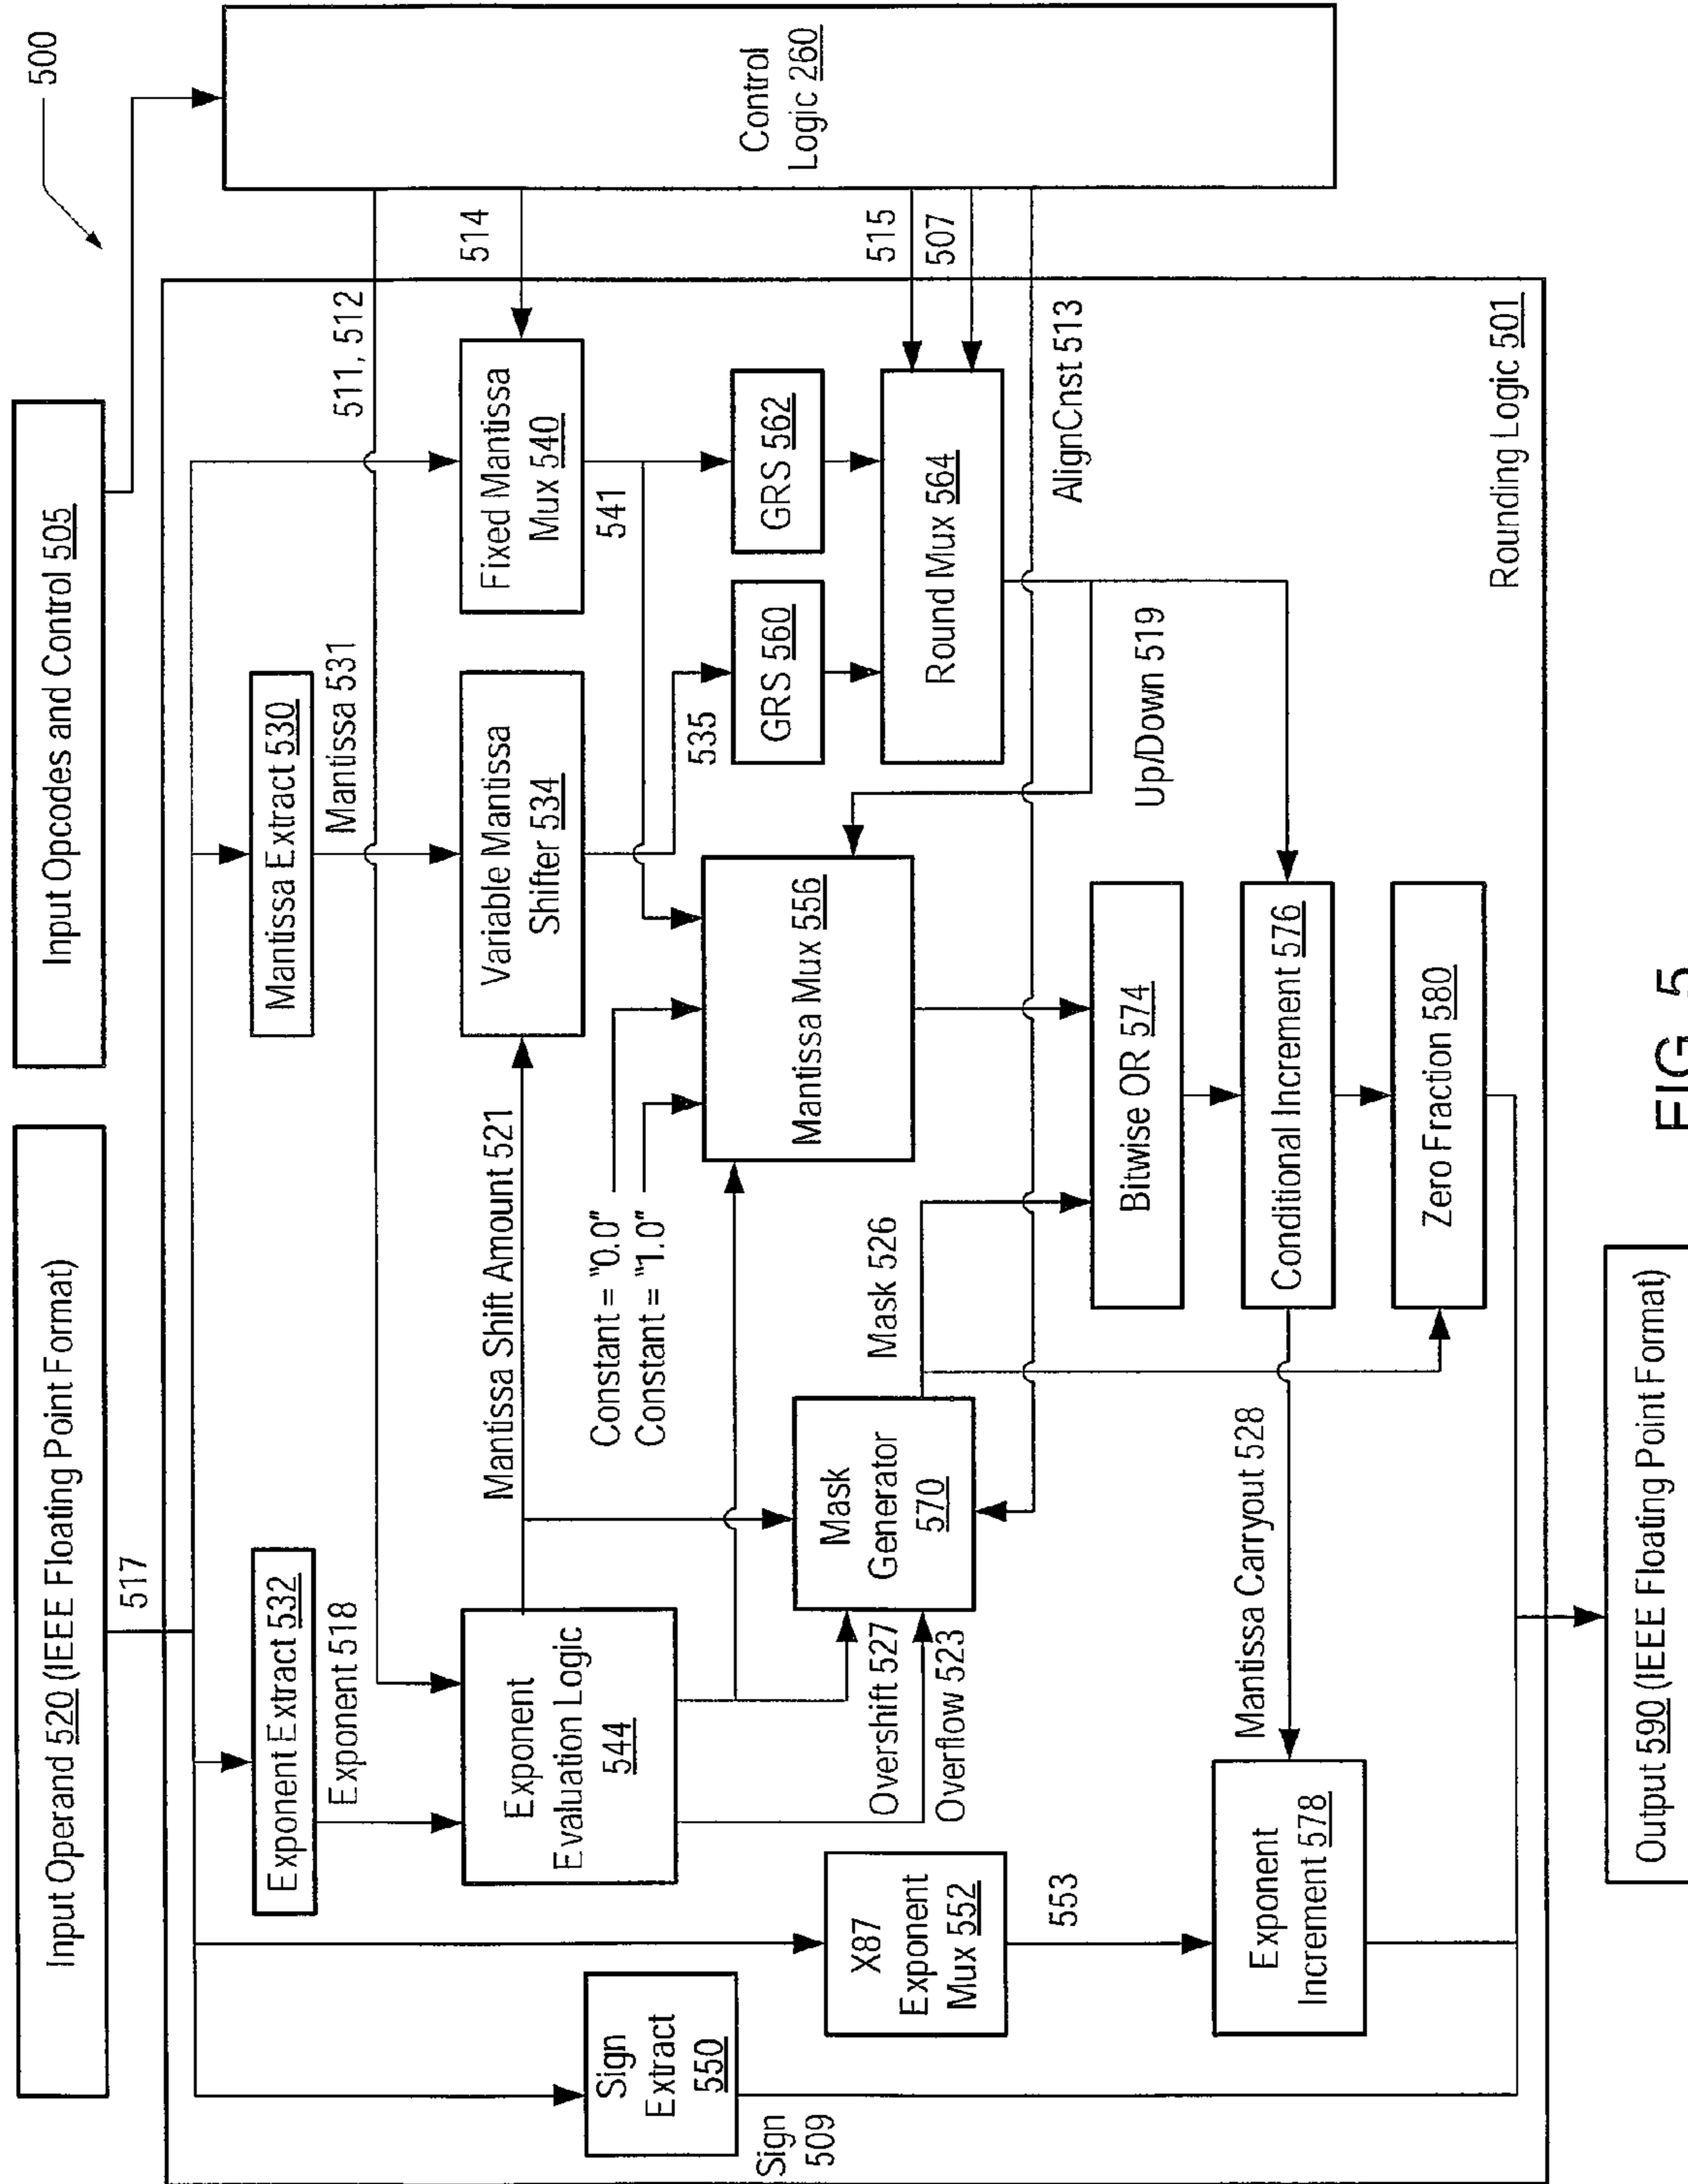 Input Operand 520 (IEEE Floating Point Format)
Input Opcodes and Control 505
500
517
Exponent Extract 532
Exponent 518
Mantissa Extract 530
Mantissa 531
511, 512
Control
Logic 260
514
515
507
Sign
Extract
550
Sign
509
Exponent
Evaluation Logic
544
Mantissa Shift Amount 521
Variable Mantissa
Shifter 534
Fixed Mantissa
Mux 540
541
535
Constant = "0.0"
Constant = "1.0"
GRS 560
GRS 562
X87
Exponent
Mux 552
553
Overshift 527
Overflow 523
Mask
Generator
570
Mask 526
Mantissa Mux 556
Round Mux 564
AlignCnst 513
Up/Down 519
Bitwise OR 574
Exponent
Increment 578
Mantissa Carryout 528
Conditional Increment 576
Zero Fraction 580
Rounding Logic 501
Output 590 (IEEE Floating Point Format)
FIG. 5